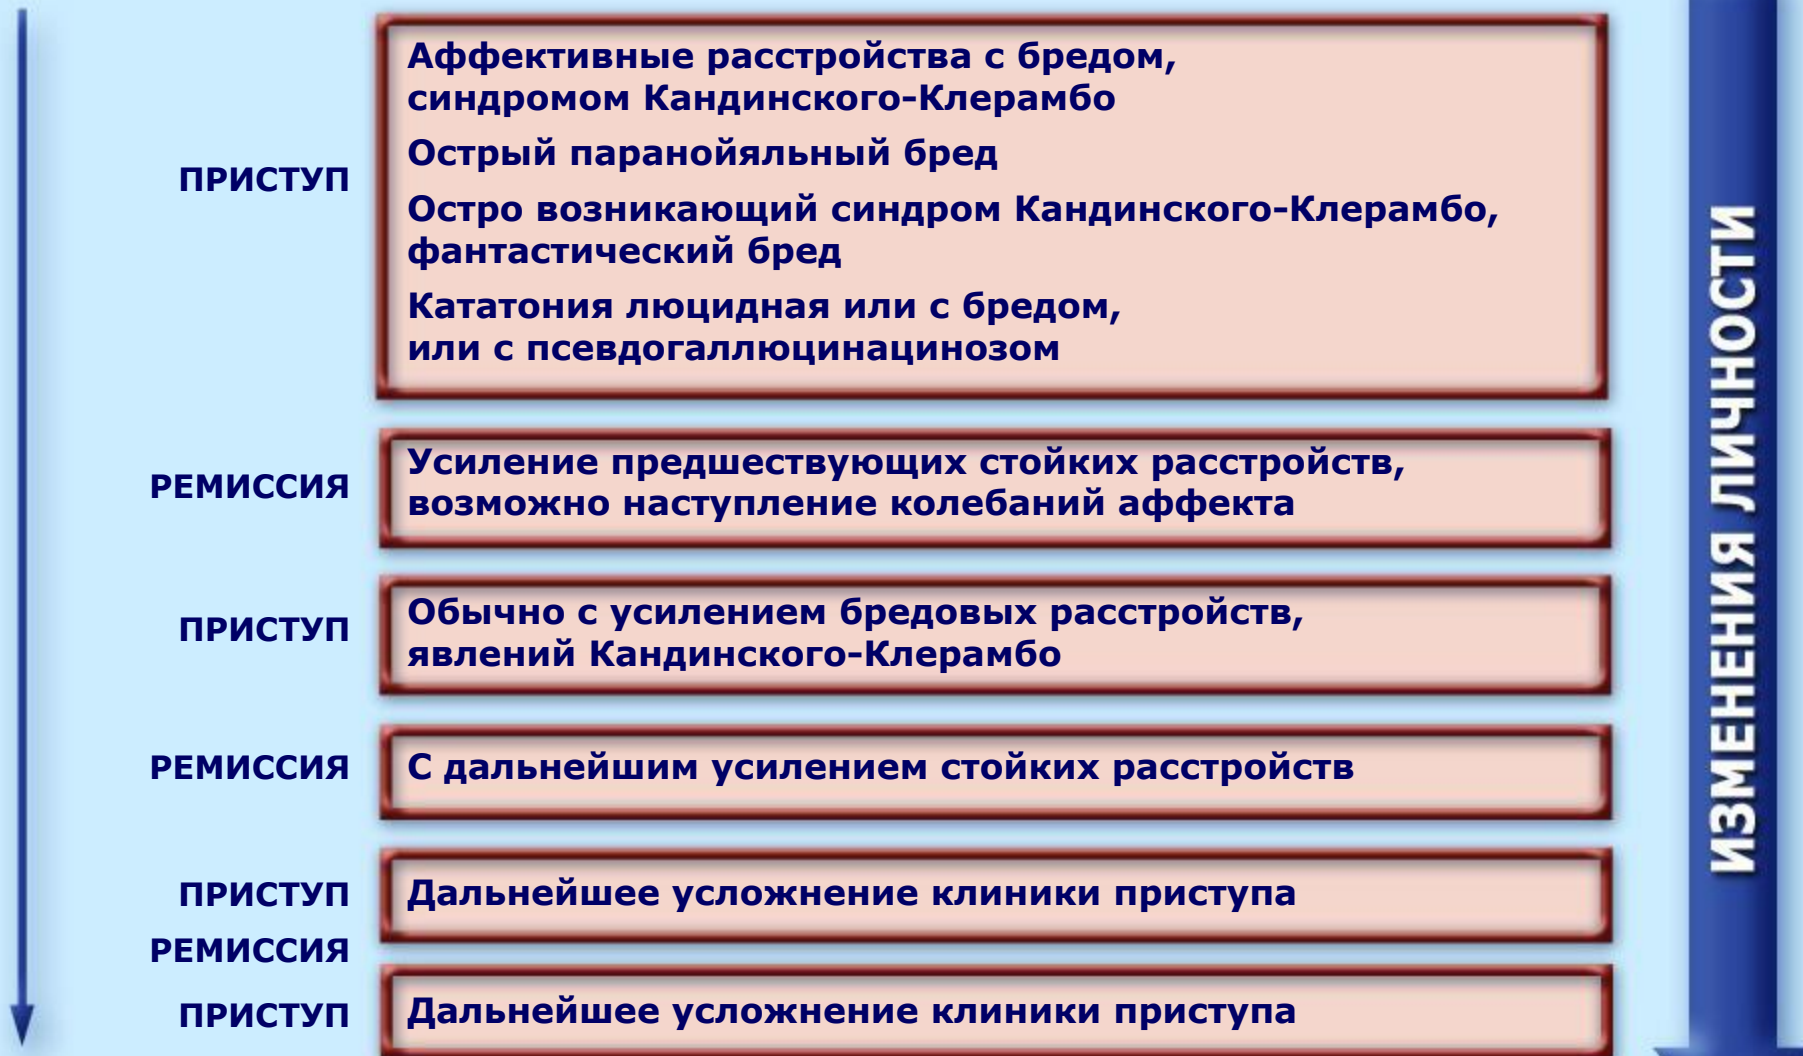 ПРИСТУП
Аффективные расстройства с бредом,
синдромом Кандинского-Клерамбо
Острый паранойяльный бред
Остро возникающий синдром Кандинского-Клерамбо,
фантастический бред
Кататония люцидная или с бредом,
или с псевдогаллюцинацинозом
РЕМИССИЯ
Усиление предшествующих стойких расстройств,
возможно наступление колебаний аффекта
ПРИСТУП
Обычно с усилением бредовых расстройств,
явлений Кандинского-Клерамбо
РЕМИССИЯ
С дальнейшим усилением стойких расстройств
ПРИСТУП
Дальнейшее усложнение клиники приступа
РЕМИССИЯ
ПРИСТУП
Дальнейшее усложнение клиники приступа
ИЗМЕНЕНИЯ ЛИЧНОСТИ